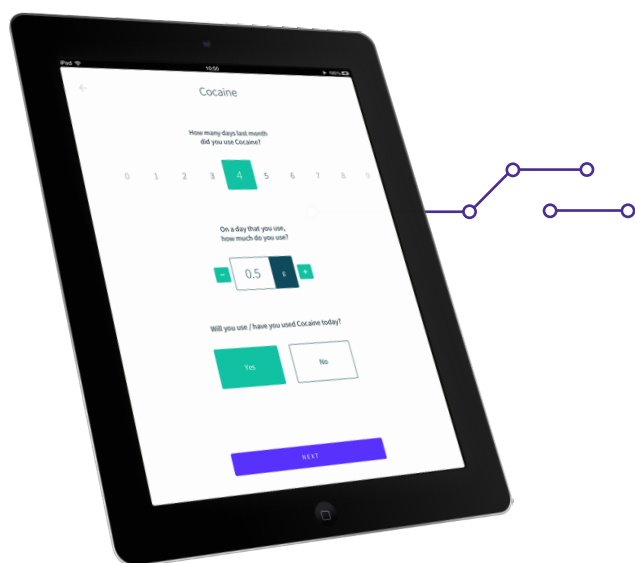 iPad 10:50 100%
Cocaine
How many days last month
did you use Cocaine?
0 1 2 3 4 5 6 7 8 9
On a day that you use,
how much do you use?
− 0.5 g +
Will you use / have you used Cocaine today?
Yes No
NEXT